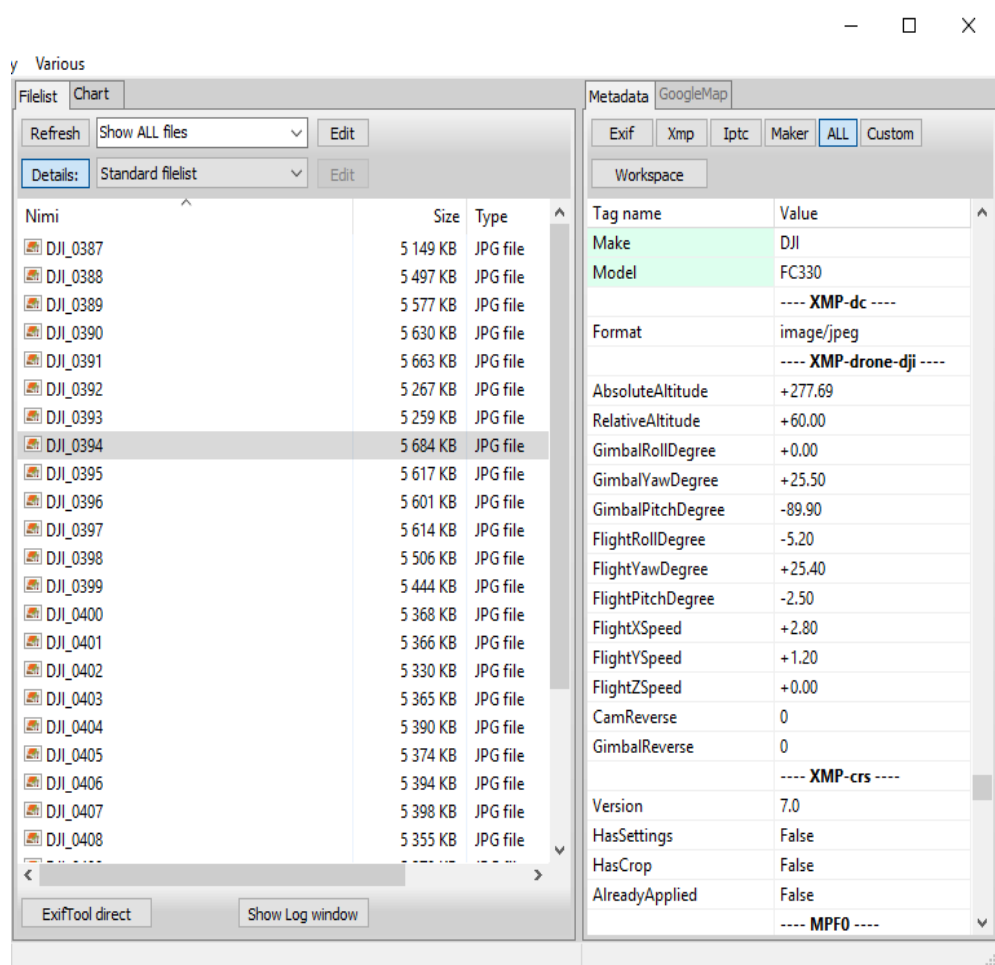 y Various
Filelist Chart
Refresh Show ALL files Edit
Details: Standard filelist Edit
Nimi Size Type
DJI_0387 5 149 KB JPG file
DJI_0388 5 497 KB JPG file
DJI_0389 5 577 KB JPG file
DJI_0390 5 630 KB JPG file
DJI_0391 5 663 KB JPG file
DJI_0392 5 267 KB JPG file
DJI_0393 5 259 KB JPG file
DJI_0394 5 684 KB JPG file
DJI_0395 5 617 KB JPG file
DJI_0396 5 601 KB JPG file
DJI_0397 5 614 KB JPG file
DJI_0398 5 506 KB JPG file
DJI_0399 5 444 KB JPG file
DJI_0400 5 368 KB JPG file
DJI_0401 5 366 KB JPG file
DJI_0402 5 330 KB JPG file
DJI_0403 5 365 KB JPG file
DJI_0404 5 390 KB JPG file
DJI_0405 5 374 KB JPG file
DJI_0406 5 394 KB JPG file
DJI_0407 5 398 KB JPG file
DJI_0408 5 355 KB JPG file
ExifTool direct Show Log window
Metadata GoogleMap
Exif Xmp Iptc Maker ALL Custom
Workspace
Tag name Value
Make DJI
Model FC330
---- XMP-dc ----
Format image/jpeg
---- XMP-drone-dji ----
AbsoluteAltitude +277.69
RelativeAltitude +60.00
GimbalRollDegree +0.00
GimbalYawDegree +25.50
GimbalPitchDegree -89.90
FlightRollDegree -5.20
FlightYawDegree +25.40
FlightPitchDegree -2.50
FlightXSpeed +2.80
FlightYSpeed +1.20
FlightZSpeed +0.00
CamReverse 0
GimbalReverse 0
---- XMP-crs ----
Version 7.0
HasSettings False
HasCrop False
AlreadyApplied False
---- MPF0 ----